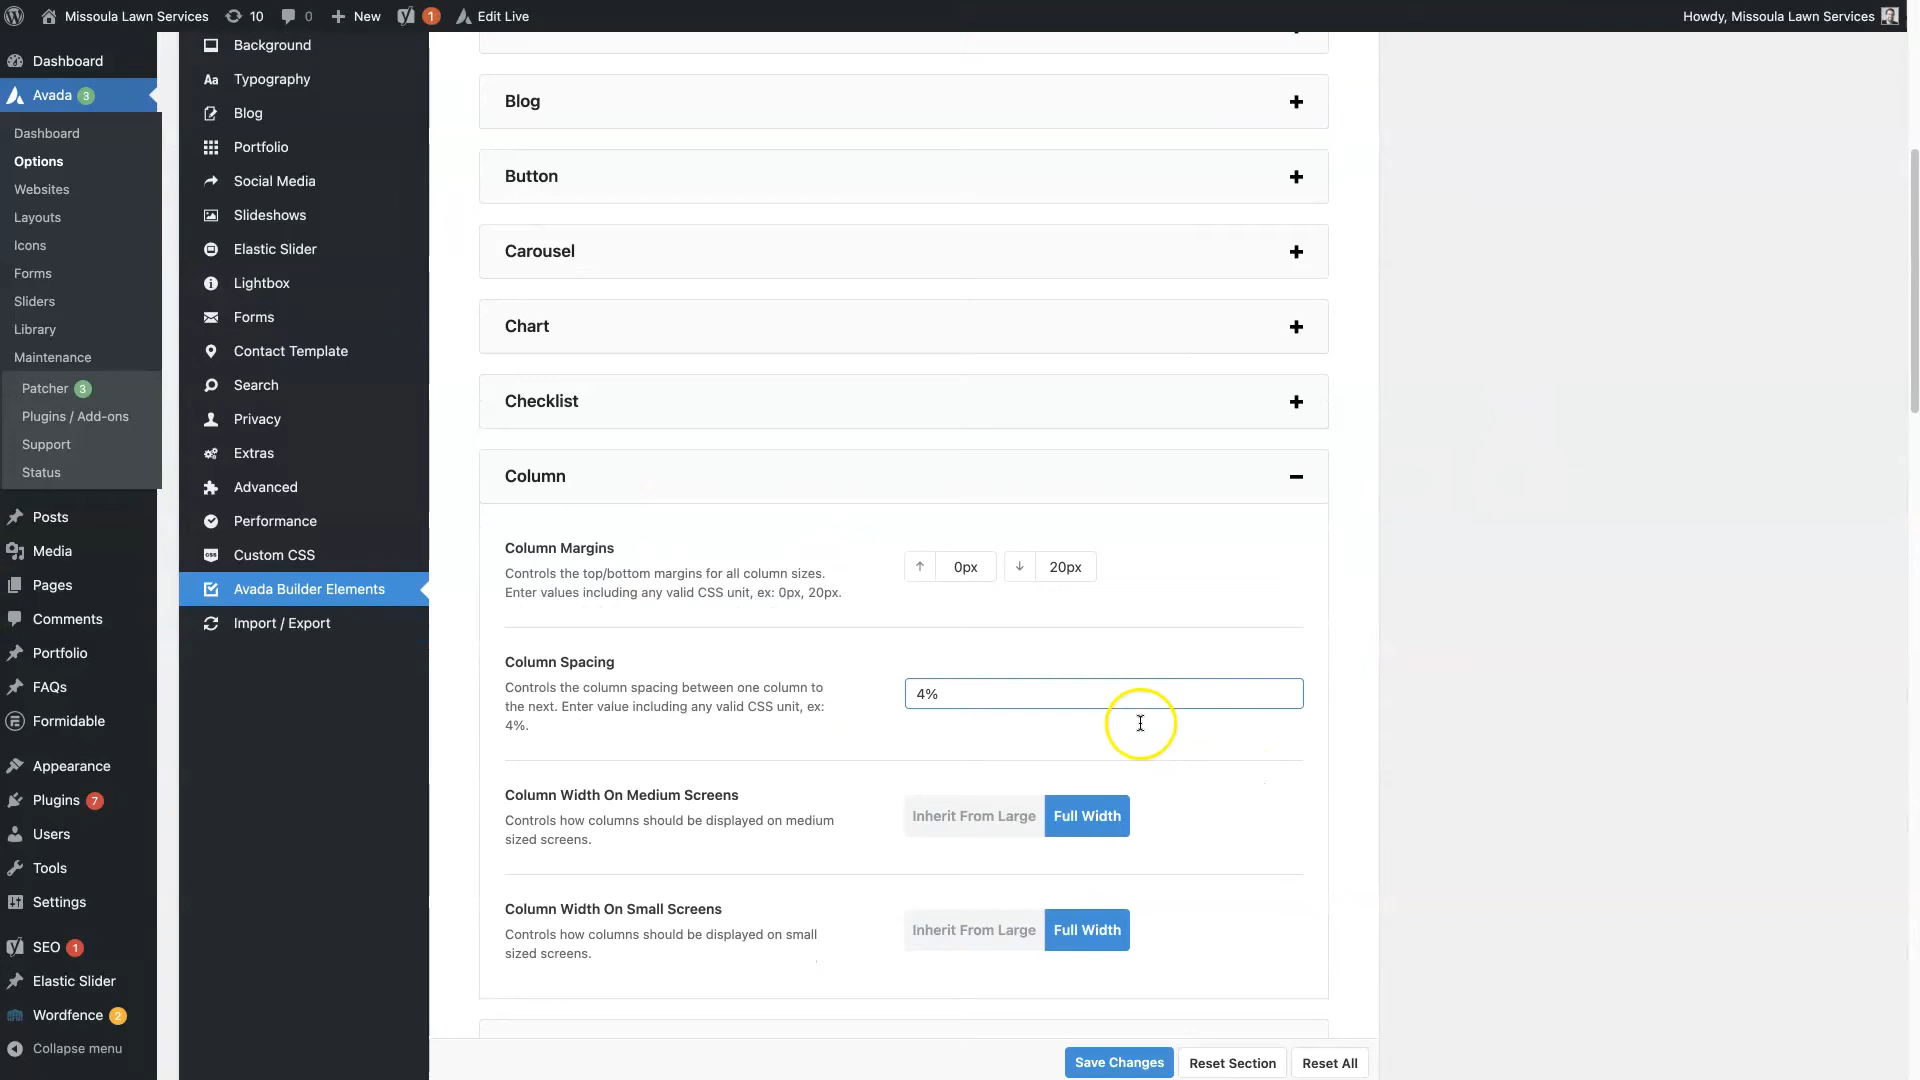 Missoula Lawn Services
10
0
New
1
Edit Live
Howdy, Missoula Lawn Services
Dashboard
Avada 3
Dashboard
Options
Websites
Layouts
Icons
Forms
Sliders
Library
Maintenance
Patcher 3
Plugins / Add-ons
Support
Status
Posts
Media
Pages
Comments
Portfolio
FAQs
Formidable
Appearance
Plugins 7
Users
Tools
Settings
SEO 1
Elastic Slider
Wordfence 2
Collapse menu
Background
Aa Typography
Blog
Portfolio
Social Media
Slideshows
Elastic Slider
Lightbox
Forms
Contact Template
Search
Privacy
Extras
Advanced
Performance
Custom CSS
Avada Builder Elements
Import / Export
Blog
Button
Carousel
Chart
Checklist
Column
Column Margins
Controls the top/bottom margins for all column sizes.
Enter values including any valid CSS unit, ex: 0px, 20px.
0px
20px
Column Spacing
Controls the column spacing between one column to
the next. Enter value including any valid CSS unit, ex:
4%.
4%
Column Width On Medium Screens
Controls how columns should be displayed on medium
sized screens.
Inherit From Large
Full Width
Column Width On Small Screens
Controls how columns should be displayed on small
sized screens.
Inherit From Large
Full Width
Save Changes
Reset Section
Reset All